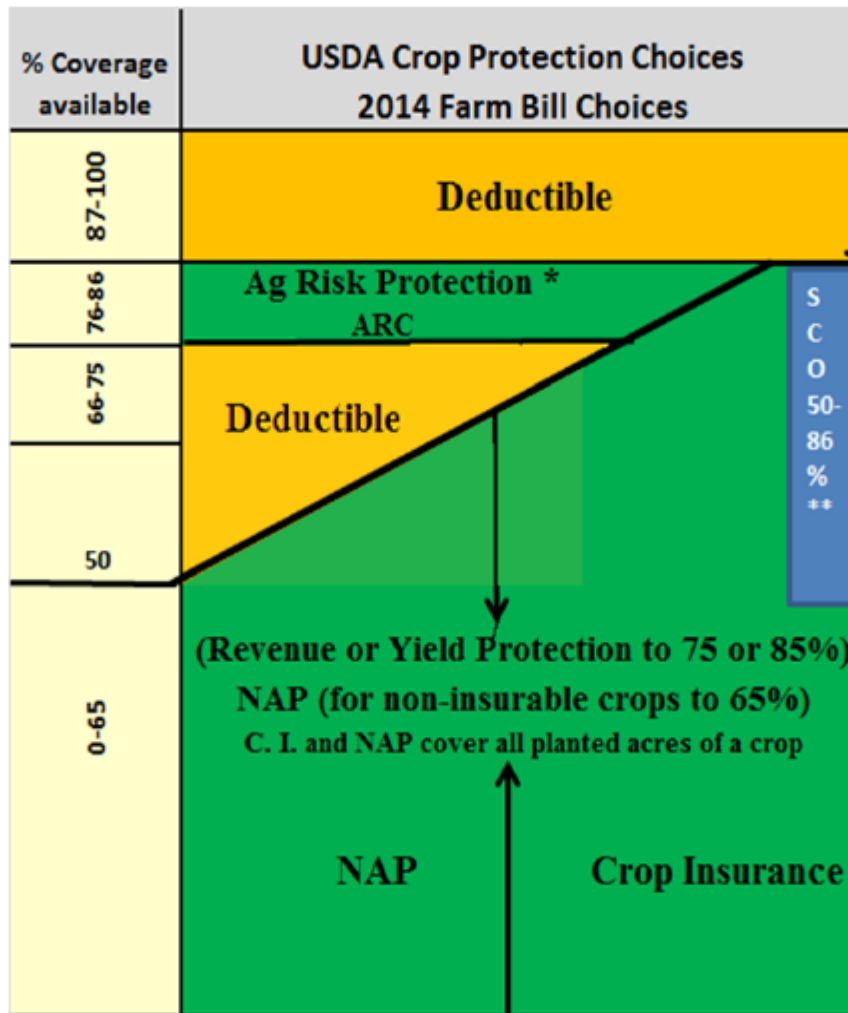 % Coverage
available
USDA Crop Protection Choices
2014 Farm Bill Choices
87-100
Deductible
76-86
Ag Risk Protection *
ARC
66-75
Deductible
50
S
C
O
50-
86
%
**
0-65
(Revenue or Yield Protection to 75 or 85%)
NAP (for non-insurable crops to 65%)
C. I. and NAP cover all planted acres of a crop
NAP
Crop Insurance